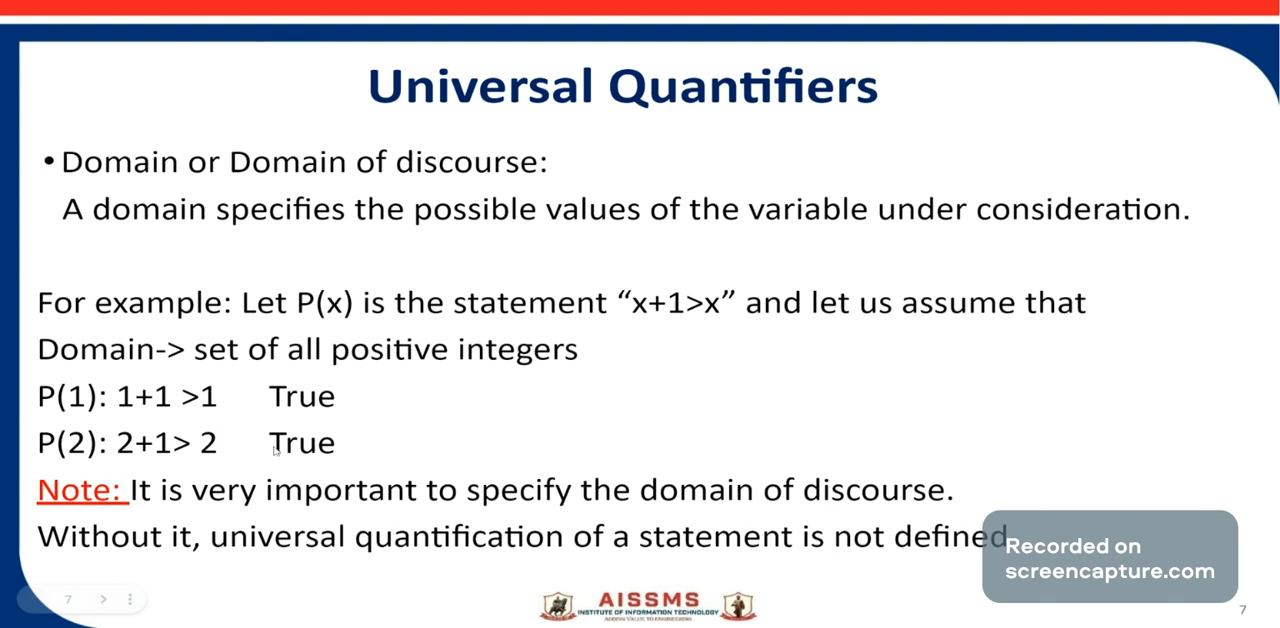 Universal Quantifiers
• Domain or Domain of discourse:
A domain specifies the possible values of the variable under consideration.
For example: Let P(x) is the statement “x+1>x” and let us assume that
Domain-> set of all positive integers
P(1): 1+1 >1 True
P(2): 2+1> 2 True
Note: It is very important to specify the domain of discourse.
Without it, universal quantification of a statement is not defined
Recorded on
screencapture.com
7
AISSMS
INSTITUTE OF INFORMATION TECHNOLOGY
ADDING VALUE TO ENGINEERING
7